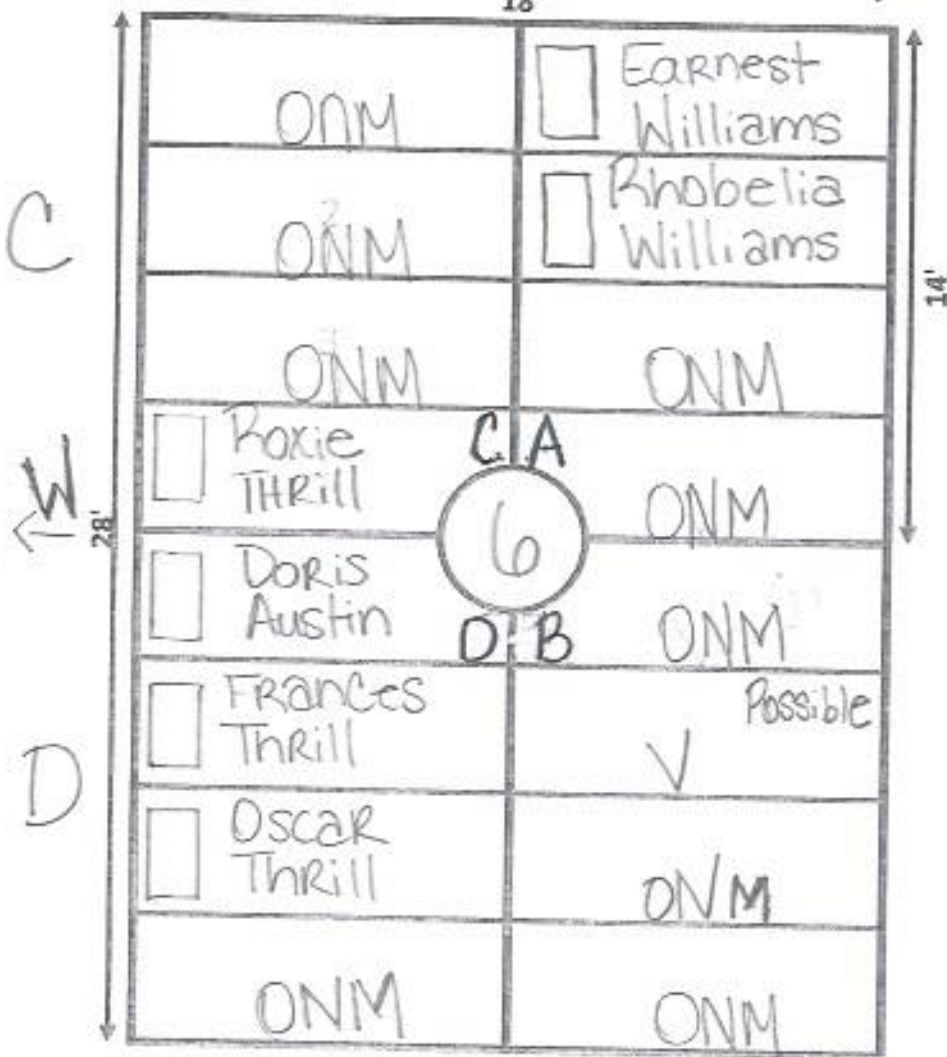 18
ONM
Earnest
Williams
C
ONM
Rhobelia
Williams
14'
ONM
ONM
Roxie
THRill
C A
ONM
W
28'
6
Doris
Austin
D B
ONM
Frances
Thrill
Possible
V
D
Oscar
Thrill
ONM
ONM
ONM